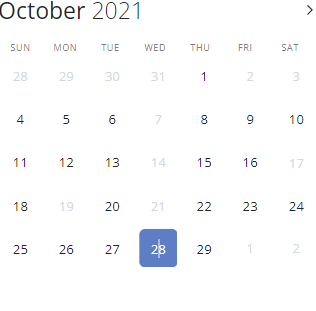 October 2021
SUN MON TUE WED THU FRI SAT
28 29 30 31 1 2 3
4 5 6 7 8 9 10
11 12 13 14 15 16 17
18 19 20 21 22 23 24
25 26 27 28 29 1 2